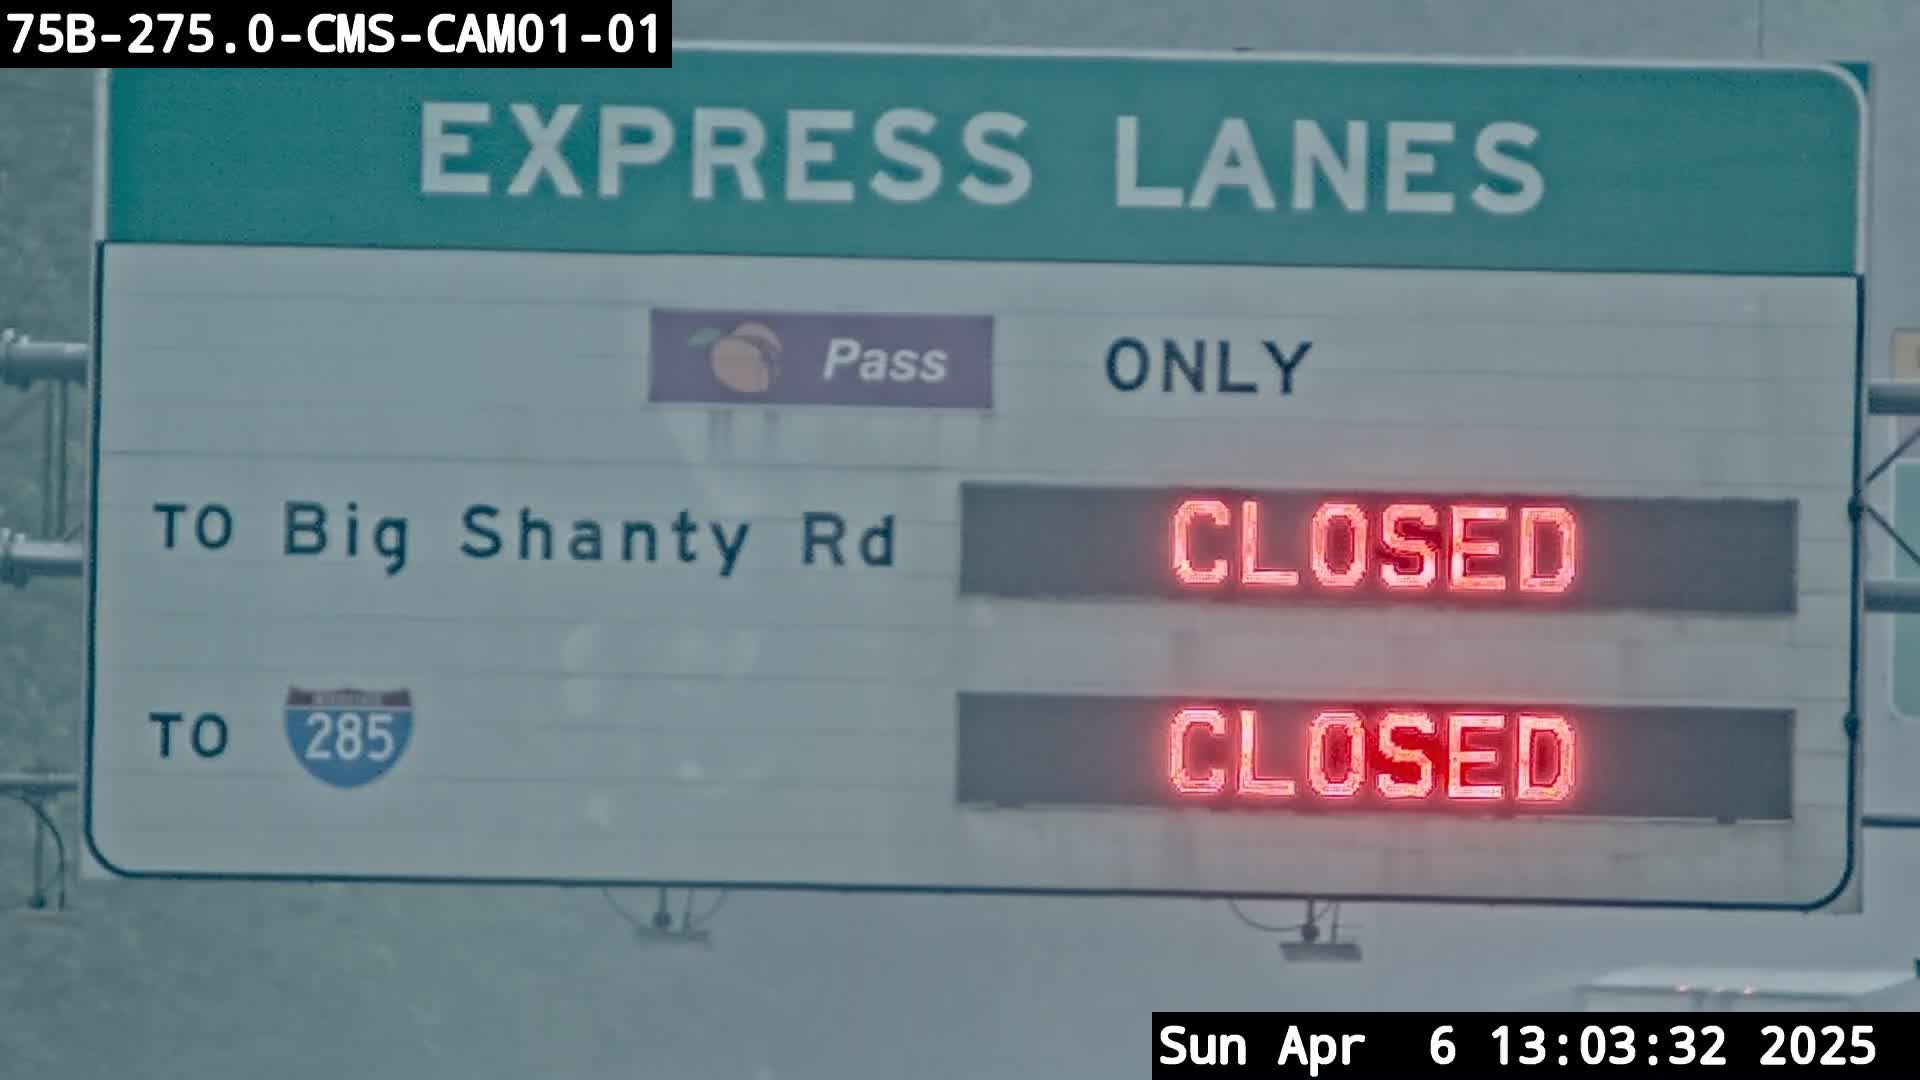 75B-275.0-CMS-CAM01-01
EXPRESS LANES
Pass ONLY
TO Big Shanty Rd CLOSED
TO 285 CLOSED
Sun Apr 6 13:03:32 2025